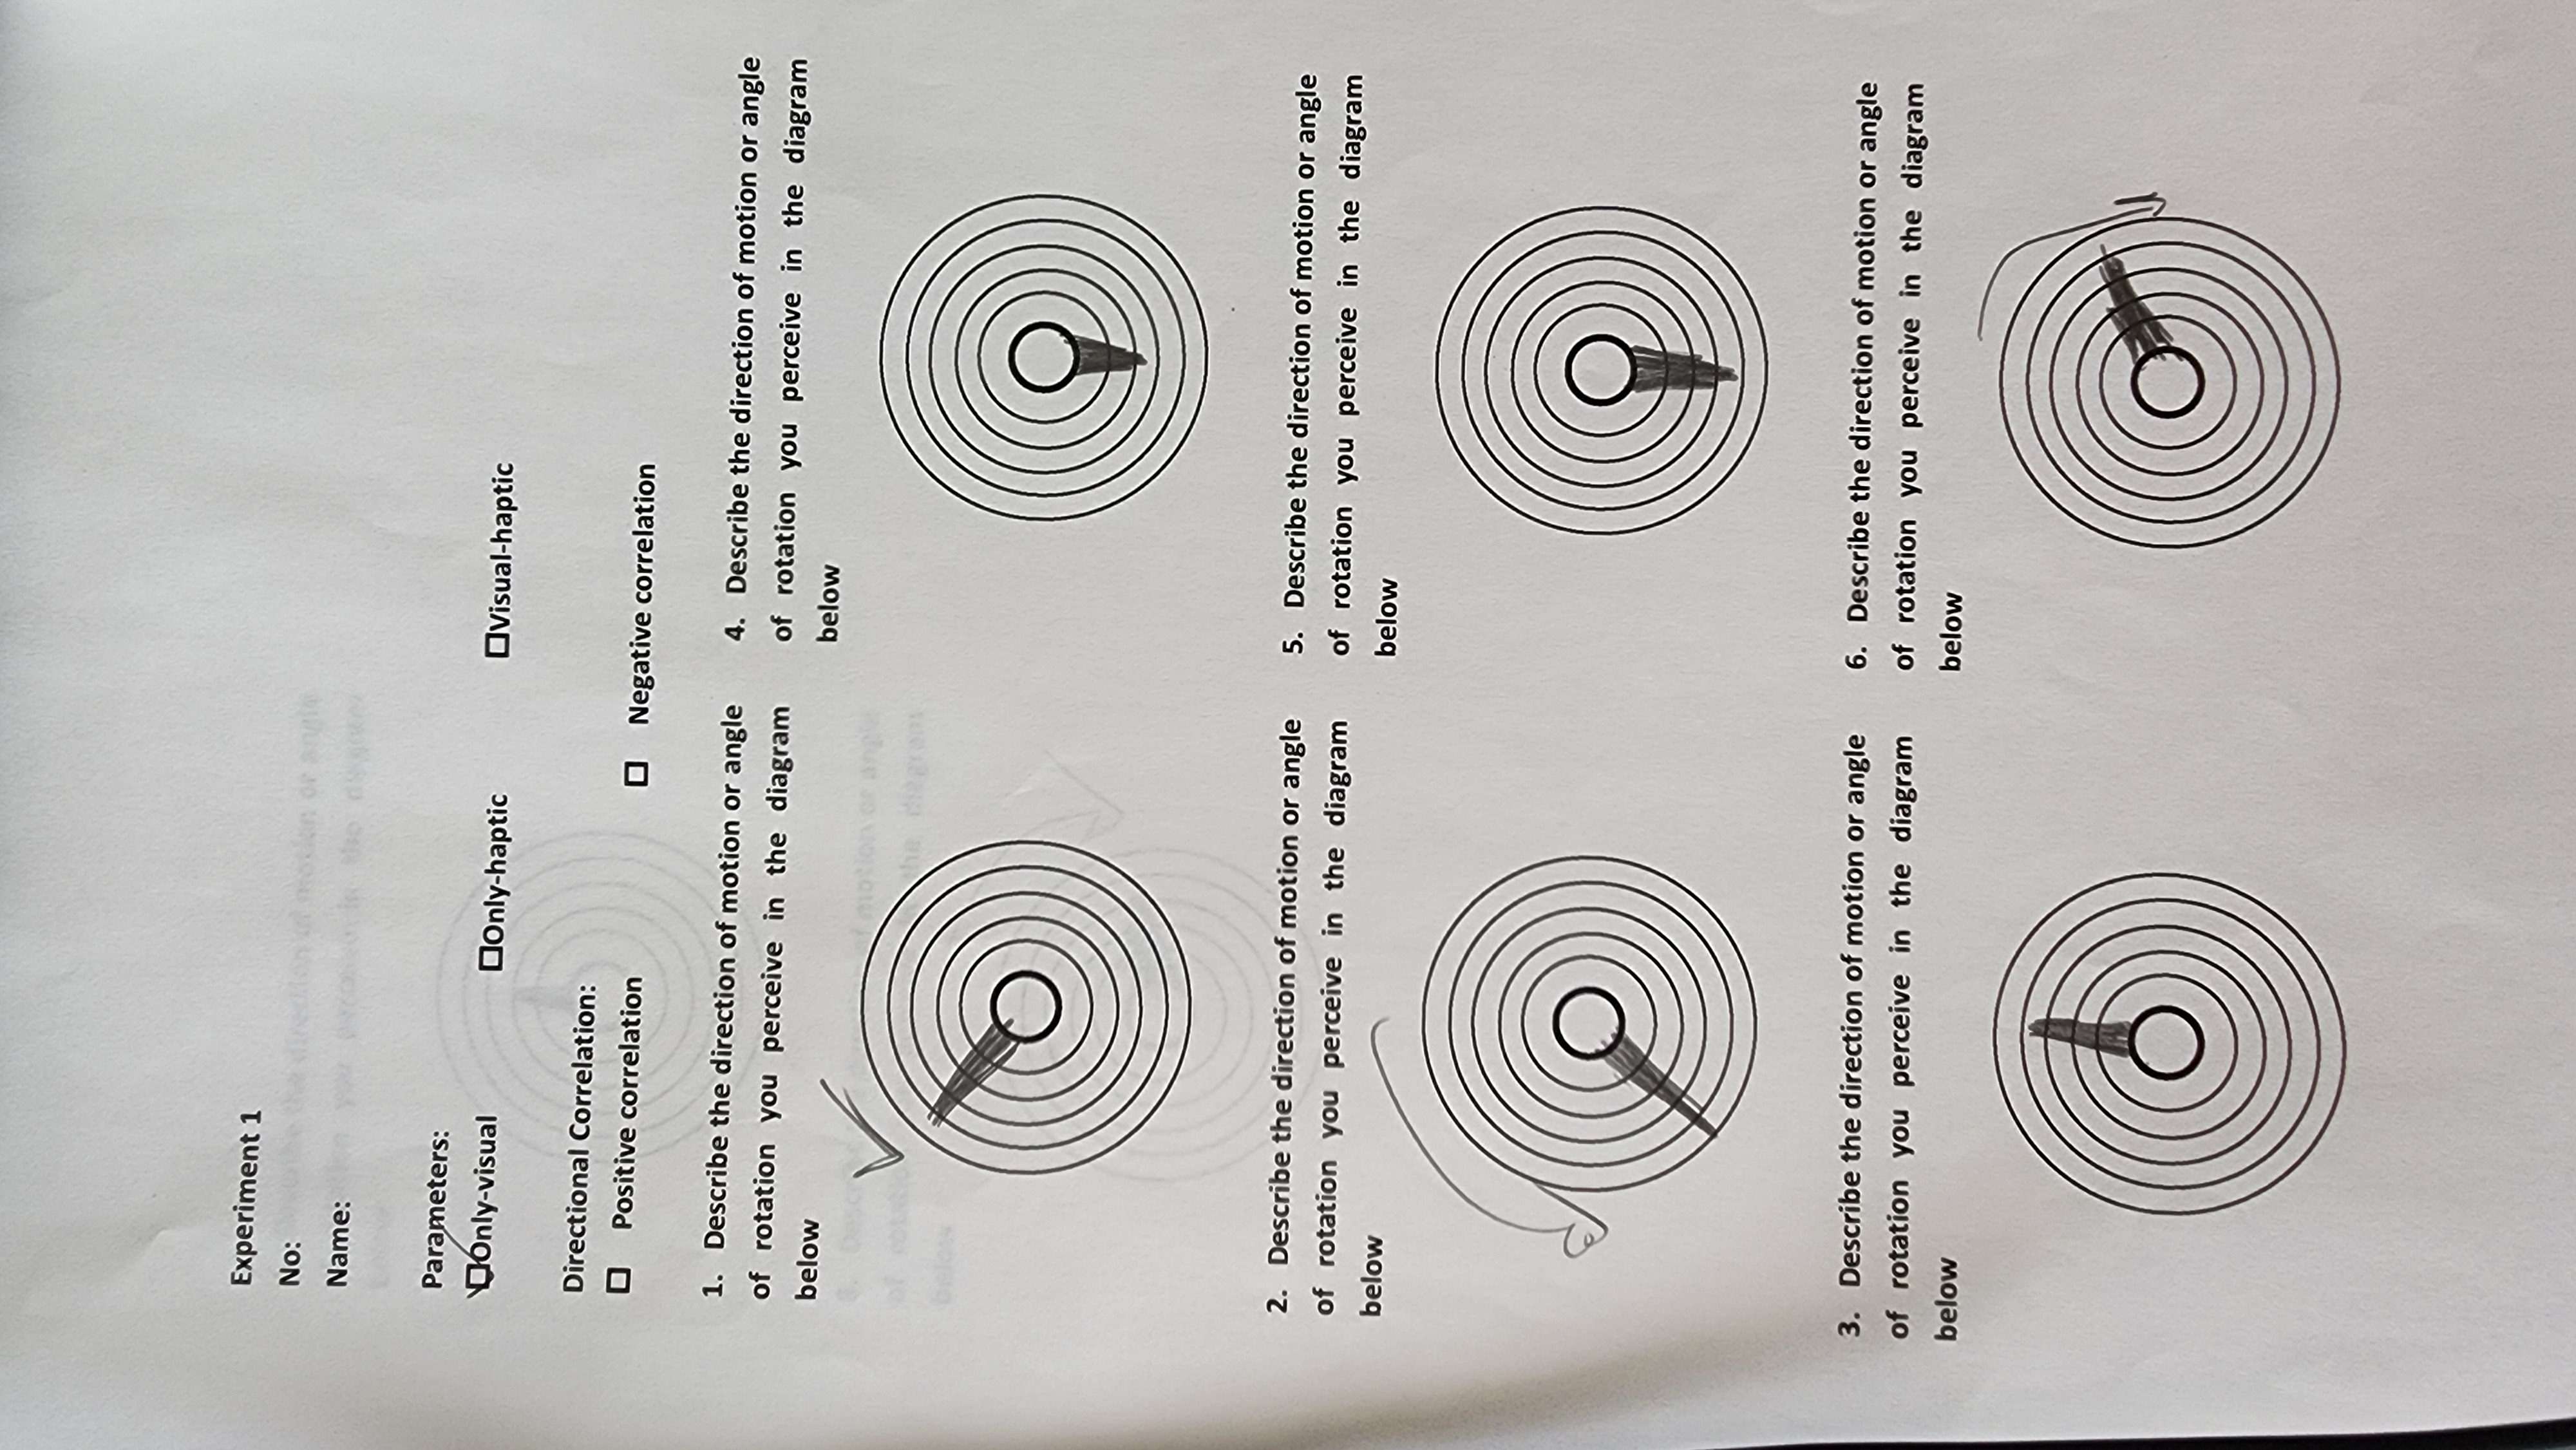 Experiment 1
No:
Name:
Parameters:
Only-visual Only-haptic Visual-haptic
Directional Correlation:
Positive correlation Negative correlation
1. Describe the direction of motion or angle
of rotation you perceive in the diagram
below
2. Describe the direction of motion or angle
of rotation you perceive in the diagram
below
3. Describe the direction of motion or angle
of rotation you perceive in the diagram
below
4. Describe the direction of motion or angle
of rotation you perceive in the diagram
below
5. Describe the direction of motion or angle
of rotation you perceive in the diagram
below
6. Describe the direction of motion or angle
of rotation you perceive in the diagram
below